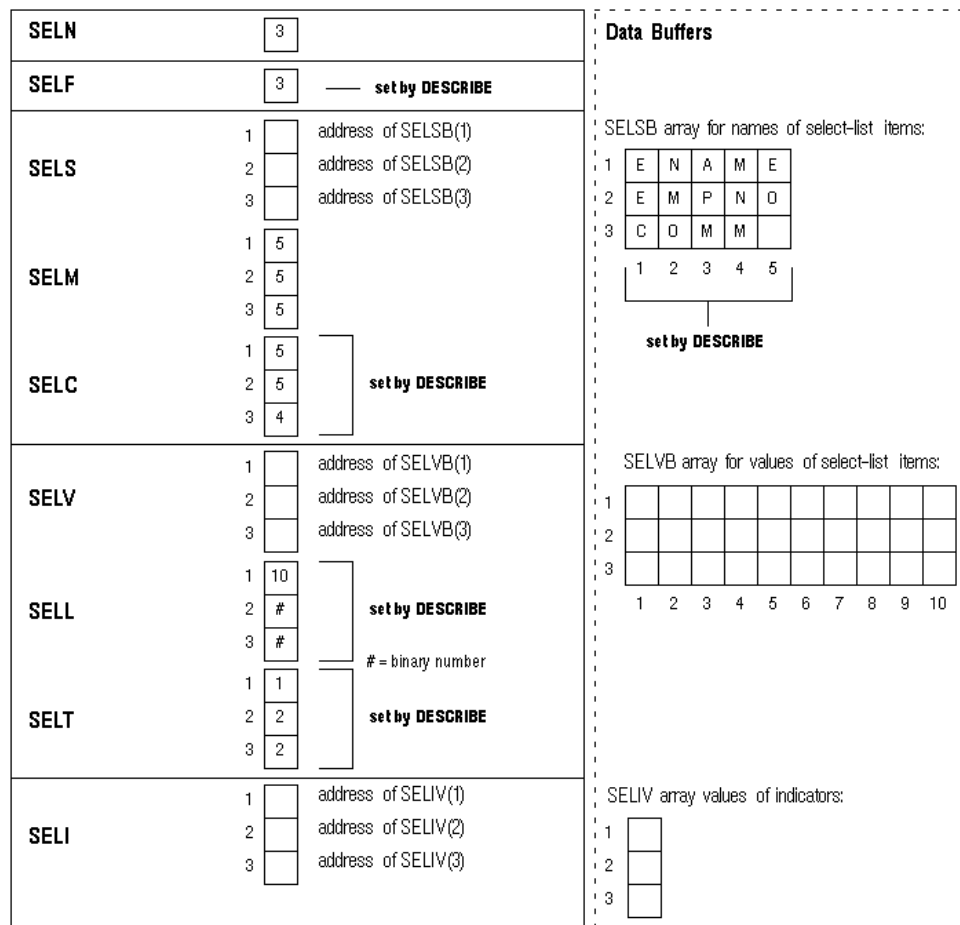 SELN 3
Data Buffers
SELF 3 set by DESCRIBE
SELS
1 address of SELSB(1)
2 address of SELSB(2)
3 address of SELSB(3)
SELSB array for names of select-list items:
1 E N A M E
2 E M P N O
3 C O M M
1 2 3 4 5
set by DESCRIBE
SELM
1 5
2 5
3 5
SELC
1 5
2 5
3 4
set by DESCRIBE
SELV
1 address of SELVB(1)
2 address of SELVB(2)
3 address of SELVB(3)
SELVB array for values of select-list items:
1
2
3
1 2 3 4 5 6 7 8 9 10
SELL
1 10
2 #
3 #
set by DESCRIBE
# = binary number
SELT
1 1
2 2
3 2
set by DESCRIBE
SELI
1 address of SELIV(1)
2 address of SELIV(2)
3 address of SELIV(3)
SELIV array values of indicators:
1
2
3